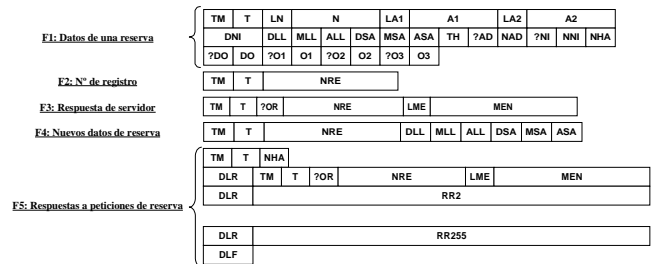 F1: Datos de una reserva
TM T LN N LA1 A1 LA2 A2
DNI DLL MLL ALL DSA MSA ASA TH ?AD NAD ?NI NNI NHA
?DO DO ?O1 O1 ?O2 O2 ?O3 O3
F2: Nº de registro
TM T NRE
F3: Respuesta de servidor
TM T ?OR NRE LME MEN
F4: Nuevos datos de reserva
TM T NRE DLL MLL ALL DSA MSA ASA
F5: Respuestas a peticiones de reserva
TM T NHA
DLR TM T ?OR NRE LME MEN
DLR RR2
DLR RR255
DLF